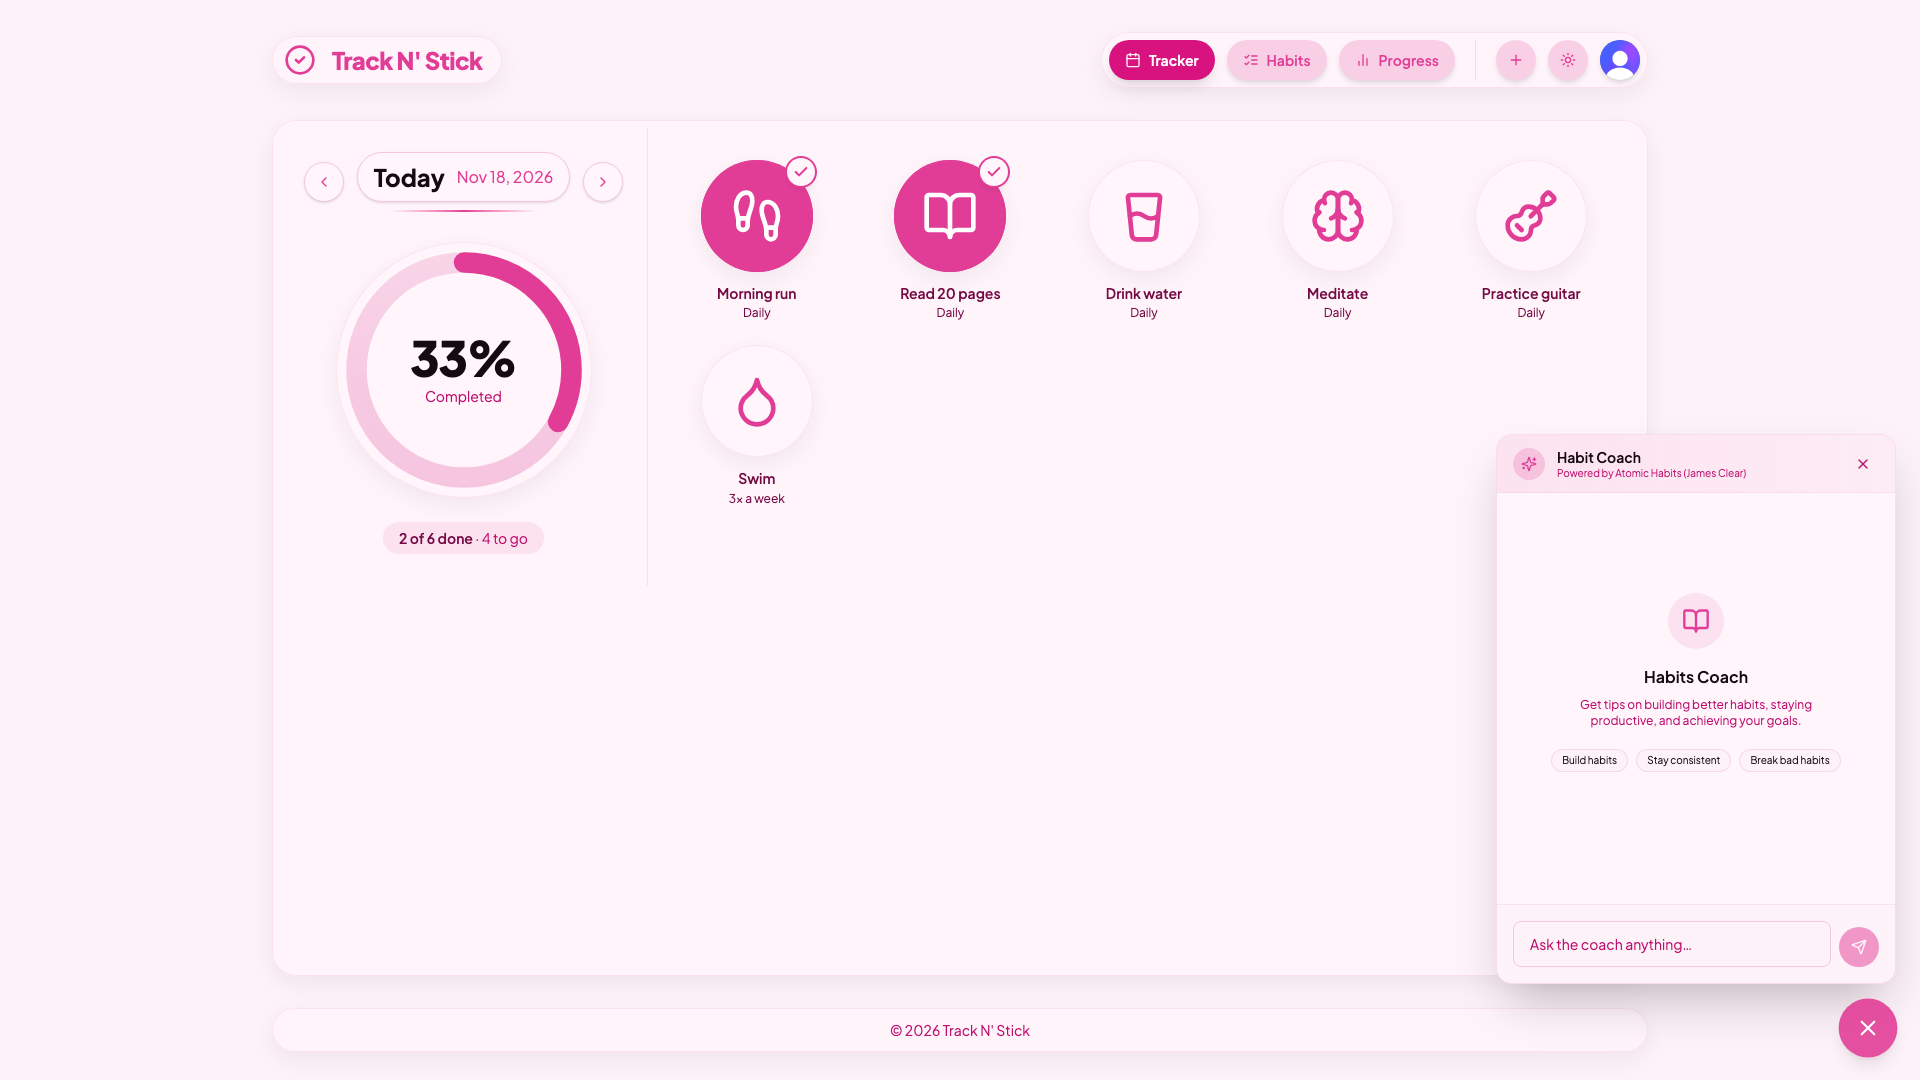 Track N' Stick
Tracker
Habits
Progress
Today
Nov 18, 2026
33%
Completed
2 of 6 done · 4 to go
Morning run
Daily
Read 20 pages
Daily
Drink water
Daily
Meditate
Daily
Practice guitar
Daily
Swim
3× a week
Habit Coach
Powered by Atomic Habits (James Clear)
Habits Coach
Get tips on building better habits, staying
productive, and achieving your goals.
Build habits
Stay consistent
Break bad habits
Ask the coach anything...
© 2026 Track N' Stick